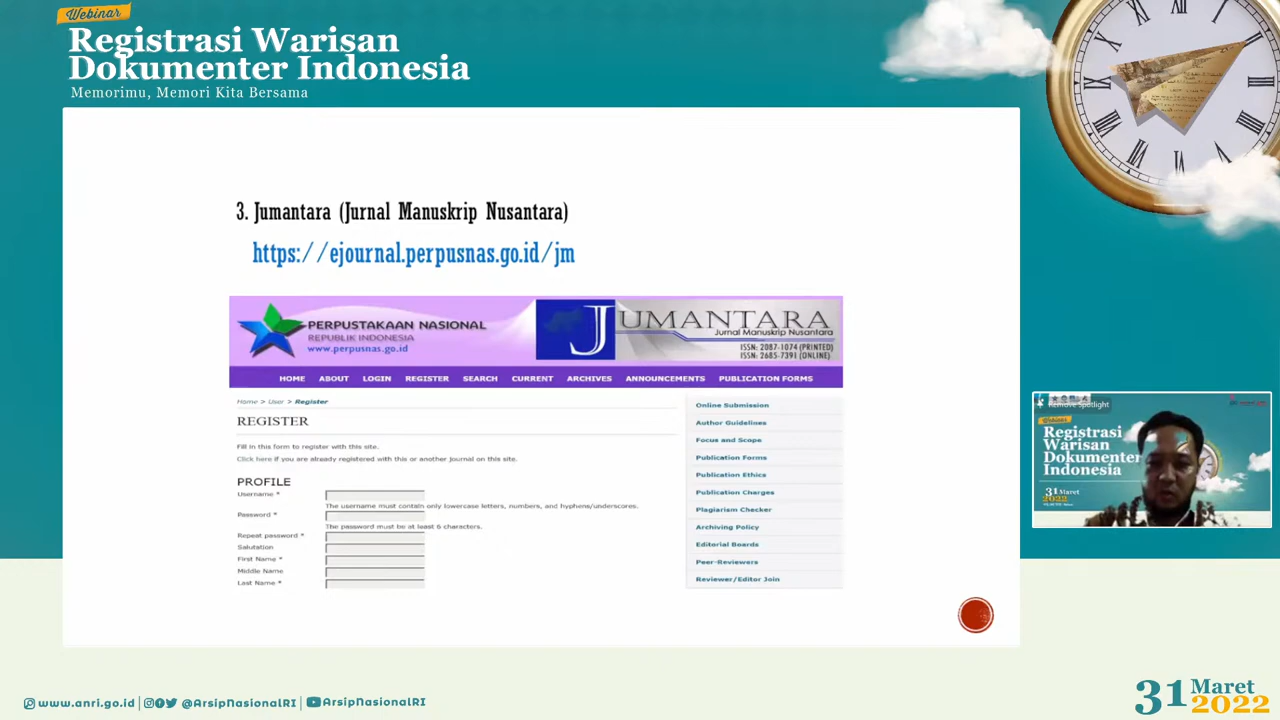 Webinar
Registrasi Warisan
Dokumenter Indonesia
Memorimu, Memori Kita Bersama
3. Jumantara (Jurnal Manuskrip Nusantara)
https://ejournal.perpusnas.go.id/jm
PERPUSTAKAAN NASIONAL
REPUBLIK INDONESIA
www.perpusnas.go.id
JUMANTARA
Jurnal Manuskrip Nusantara
ISSN: 2087-1074 (PRINTED)
ISSN: 2685-7391 (ONLINE)
HOME ABOUT LOGIN REGISTER SEARCH CURRENT ARCHIVES ANNOUNCEMENTS PUBLICATION FORMS
Home > User > Register
REGISTER
Fill in this form to register with this site.
Click here if you are already registered with this or another journal on this site.
PROFILE
Username *
The username must contain only lowercase letters, numbers, and hyphens/underscores.
Password *
The password must be at least 6 characters.
Repeat password *
Salutation
First Name *
Middle Name
Last Name *
Online Submission
Author Guidelines
Focus and Scope
Publication Forms
Publication Ethics
Publication Charges
Plagiarism Checker
Archiving Policy
Editorial Boards
Peer-Reviewers
Reviewer/Editor Join
Remove Spotlight
Webinar
Registrasi
Warisan
Dokumenter
Indonesia
31 Maret
2022
www.anri.go.id | @ArsipNasionalRI | ArsipNasionalRI
31 Maret
2022